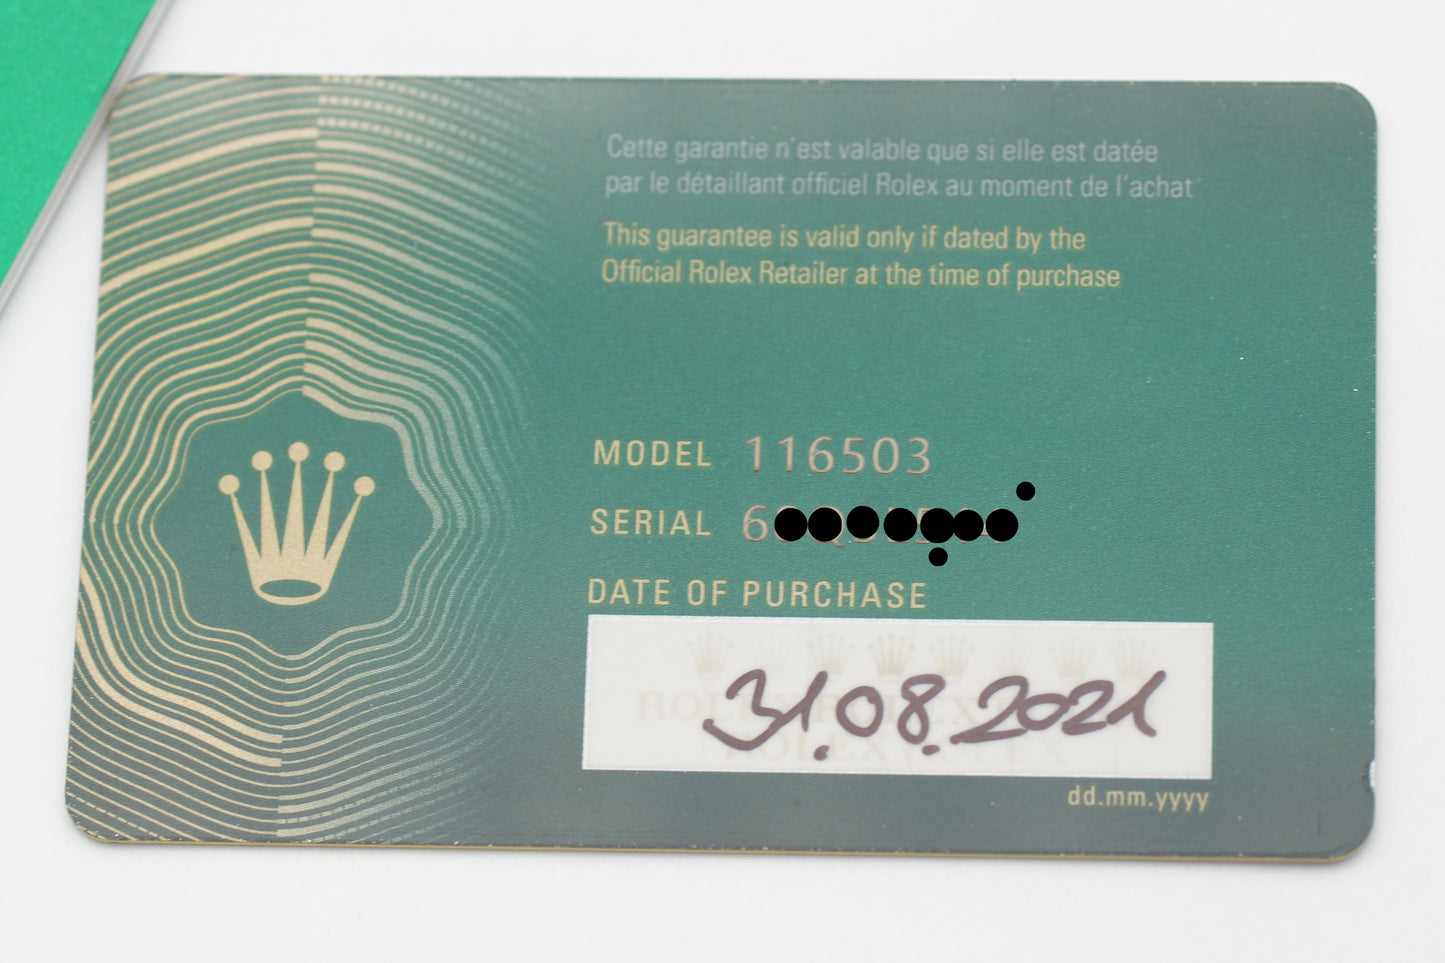 Cette garantie n'est valable que si elle est datée
par le détaillant officiel Rolex au moment de l'achat
This guarantee is valid only if dated by the
Official Rolex Retailer at the time of purchase
MODEL 116503
SERIAL 6
DATE OF PURCHASE
31.08.2021
dd.mm.yyyy